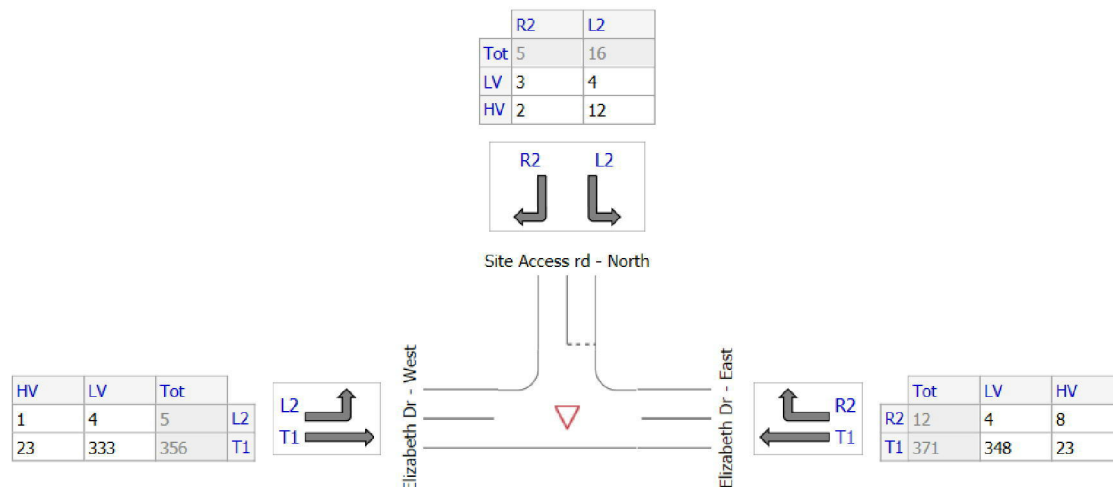 R2 L2
Tot 5 16
LV 3 4
HV 2 12
R2 L2
Site Access rd - North
HV LV Tot
1 4 5 L2
23 333 356 T1
L2
T1
Elizabeth Dr - West
Elizabeth Dr - East
R2
T1
Tot LV HV
R2 12 4 8
T1 371 348 23